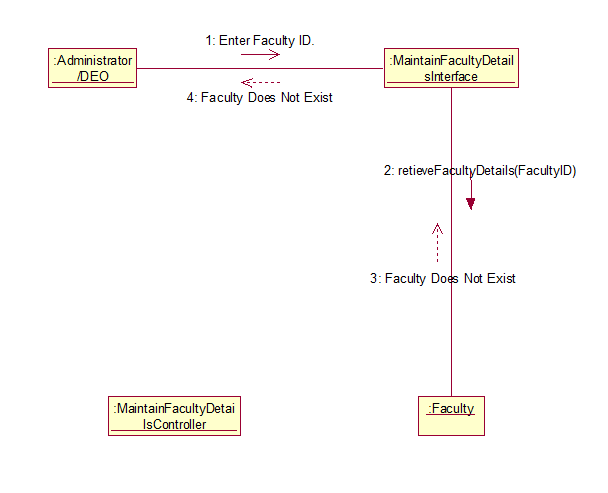 1: Enter Faculty ID.
:Administrator
/DEO
:MaintainFacultyDetail
sInterface
4: Faculty Does Not Exist
2: retieveFacultyDetails(FacultyID)
3: Faculty Does Not Exist
:MaintainFacultyDetai
lsController
:Faculty